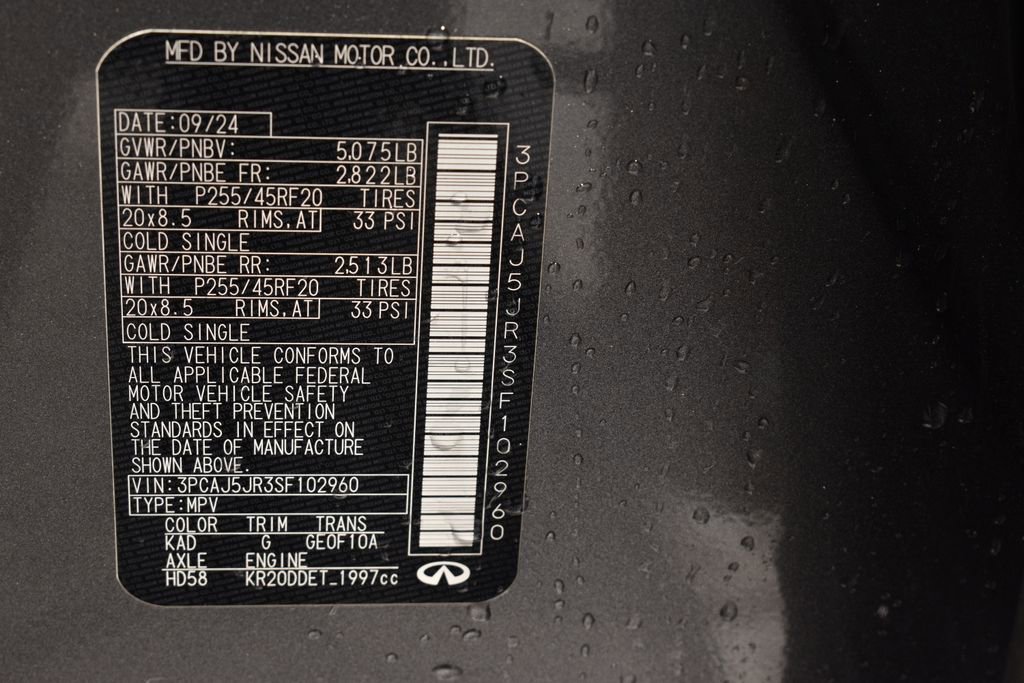 MFD BY NISSAN MOTOR CO.,LTD.
DATE:09/24
GVWR/PNBV: 5,075LB
GAWR/PNBE FR: 2,822LB
WITH P255/45RF20 TIRES
20x8.5 RIMS,AT 33 PSI
COLD SINGLE
GAWR/PNBE RR: 2,513LB
WITH P255/45RF20 TIRES
20x8.5 RIMS,AT 33 PSI
COLD SINGLE
THIS VEHICLE CONFORMS TO
ALL APPLICABLE FEDERAL
MOTOR VEHICLE SAFETY
AND THEFT PREVENTION
STANDARDS IN EFFECT ON
THE DATE OF MANUFACTURE
SHOWN ABOVE.
VIN:3PCAJ5JR3SF102960
TYPE:MPV
COLOR TRIM TRANS
KAD G GE0F10A
AXLE ENGINE
HD58 KR20DDET_1997cc
3PCAJ5JR3SF102960